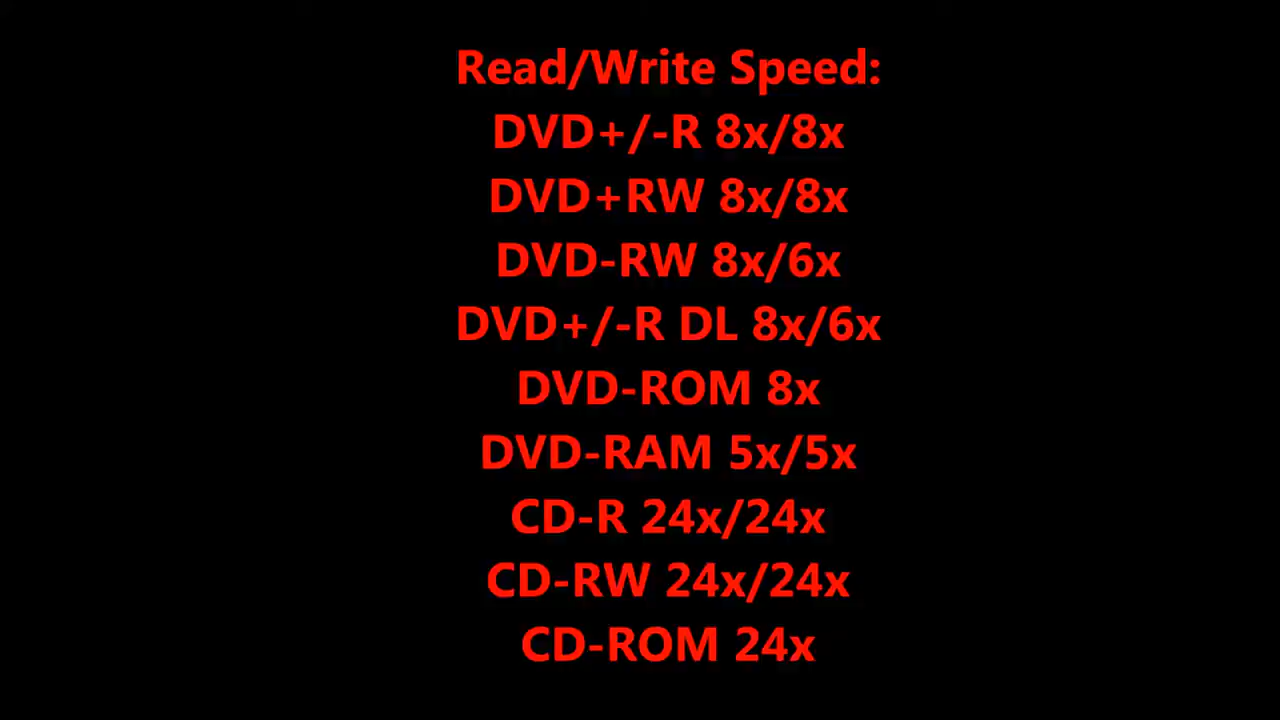 Read/Write Speed:
DVD+/-R 8x/8x
DVD+RW 8x/8x
DVD-RW 8x/6x
DVD+/-R DL 8x/6x
DVD-ROM 8x
DVD-RAM 5x/5x
CD-R 24x/24x
CD-RW 24x/24x
CD-ROM 24x